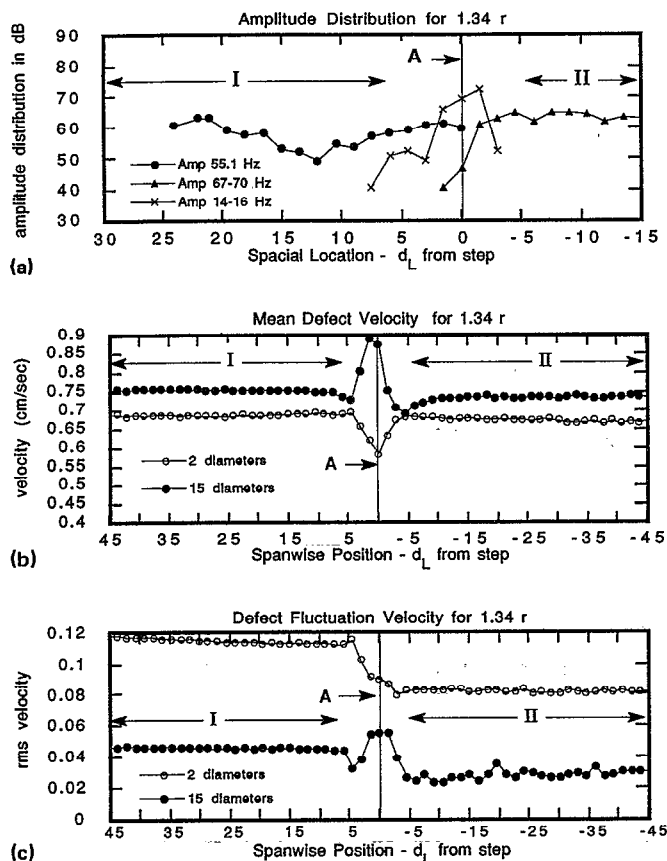 Amplitude Distribution for 1.34 r
amplitude distribution in dB
90
80
70
60
50
40
30
A
I
II
Amp 55.1 Hz
Amp 67-70 Hz
Amp 14-16 Hz
30 25 20 15 10 5 0 -5 -10 -15
(a)
Spacial Location - dL from step
Mean Defect Velocity for 1.34 r
velocity (cm/sec)
0.9
0.85
0.8
0.75
0.7
0.65
0.6
0.55
0.5
0.45
0.4
I
II
A
2 diameters
15 diameters
45 35 25 15 5 -5 -15 -25 -35 -45
(b)
Spanwise Position - dL from step
Defect Fluctuation Velocity for 1.34 r
rms velocity
0.12
0.1
0.08
0.06
0.04
0.02
0
A
I
II
2 diameters
15 diameters
45 35 25 15 5 -5 -15 -25 -35 -45
(c)
Spanwise Position - dL from step